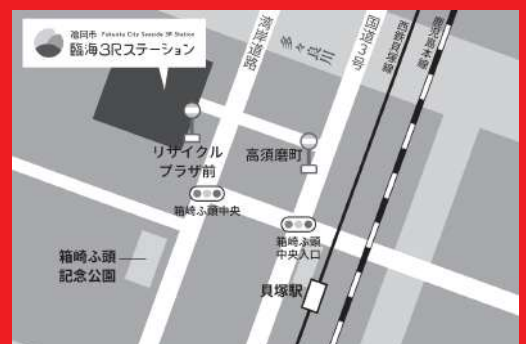 福岡市 Fukuoka City Seaside 3R Station
臨海3Rステーション
湾岸道路
多々良川
国道3号
西鉄貝塚線
鹿児島本線
リサイクル
プラザ前
高須磨町
箱崎ふ頭中央
箱崎ふ頭
中央入口
箱崎ふ頭
記念公園
貝塚駅